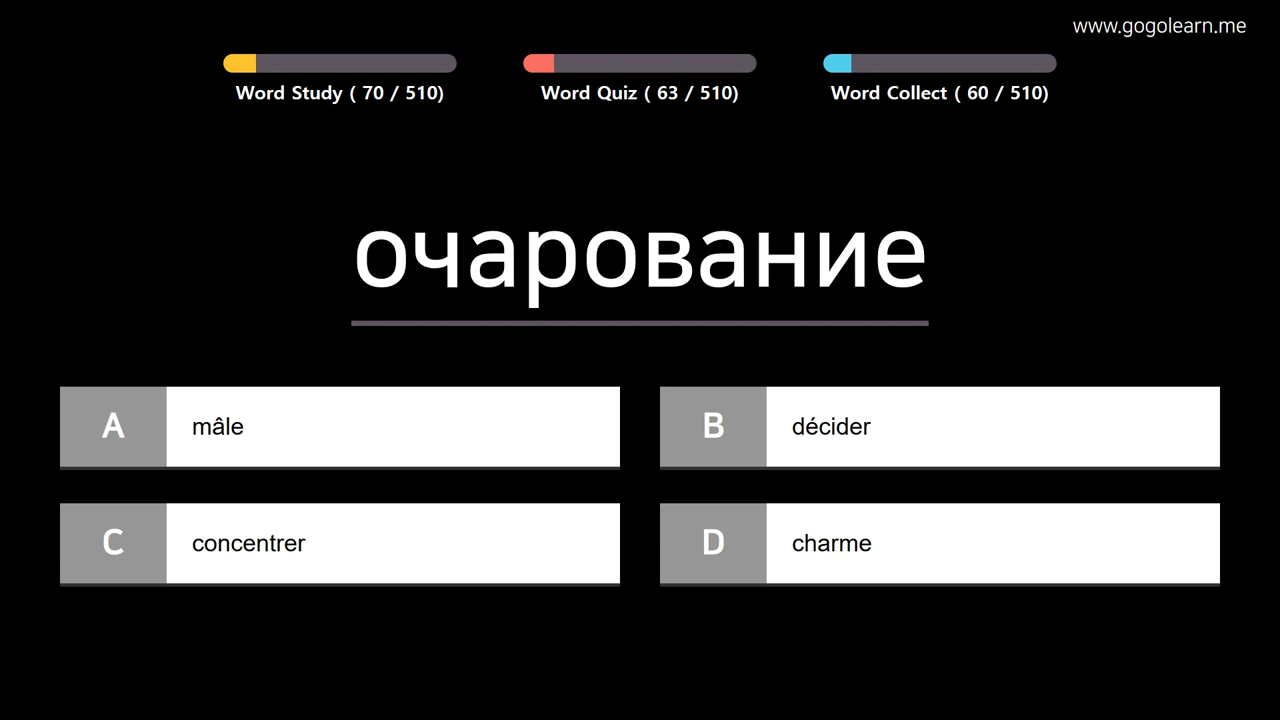 www.gogolearn.me
Word Study ( 70 / 510)
Word Quiz ( 63 / 510)
Word Collect ( 60 / 510)
очарование
A mâle
B décider
C concentrer
D charme